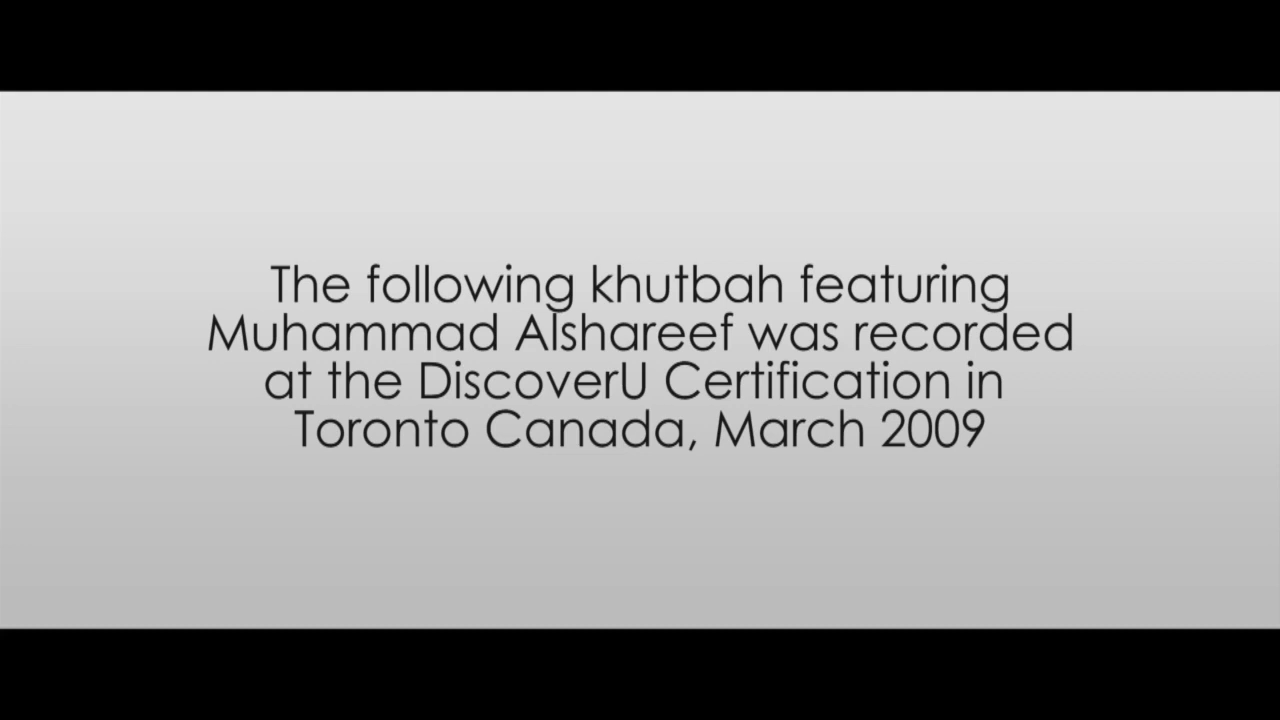 The following khutbah featuring
Muhammad Alshareef was recorded
at the DiscoverU Certification in
Toronto Canada, March 2009